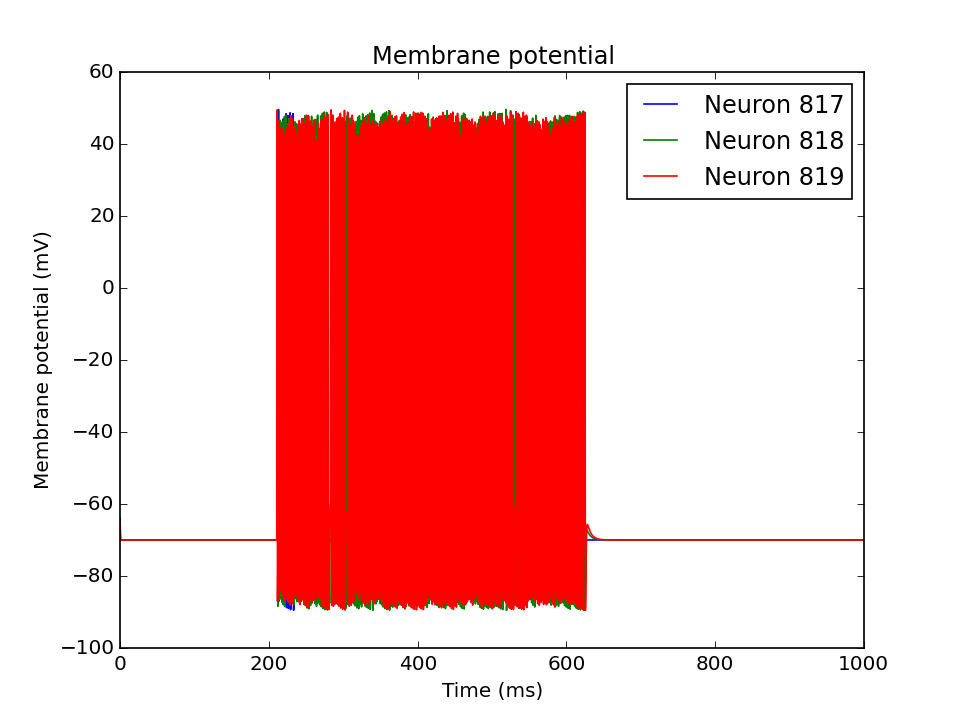 Membrane potential
60
40
20
0
−20
−40
−60
−80
−100
Membrane potential (mV)
Neuron 817
Neuron 818
Neuron 819
0 200 400 600 800 1000
Time (ms)